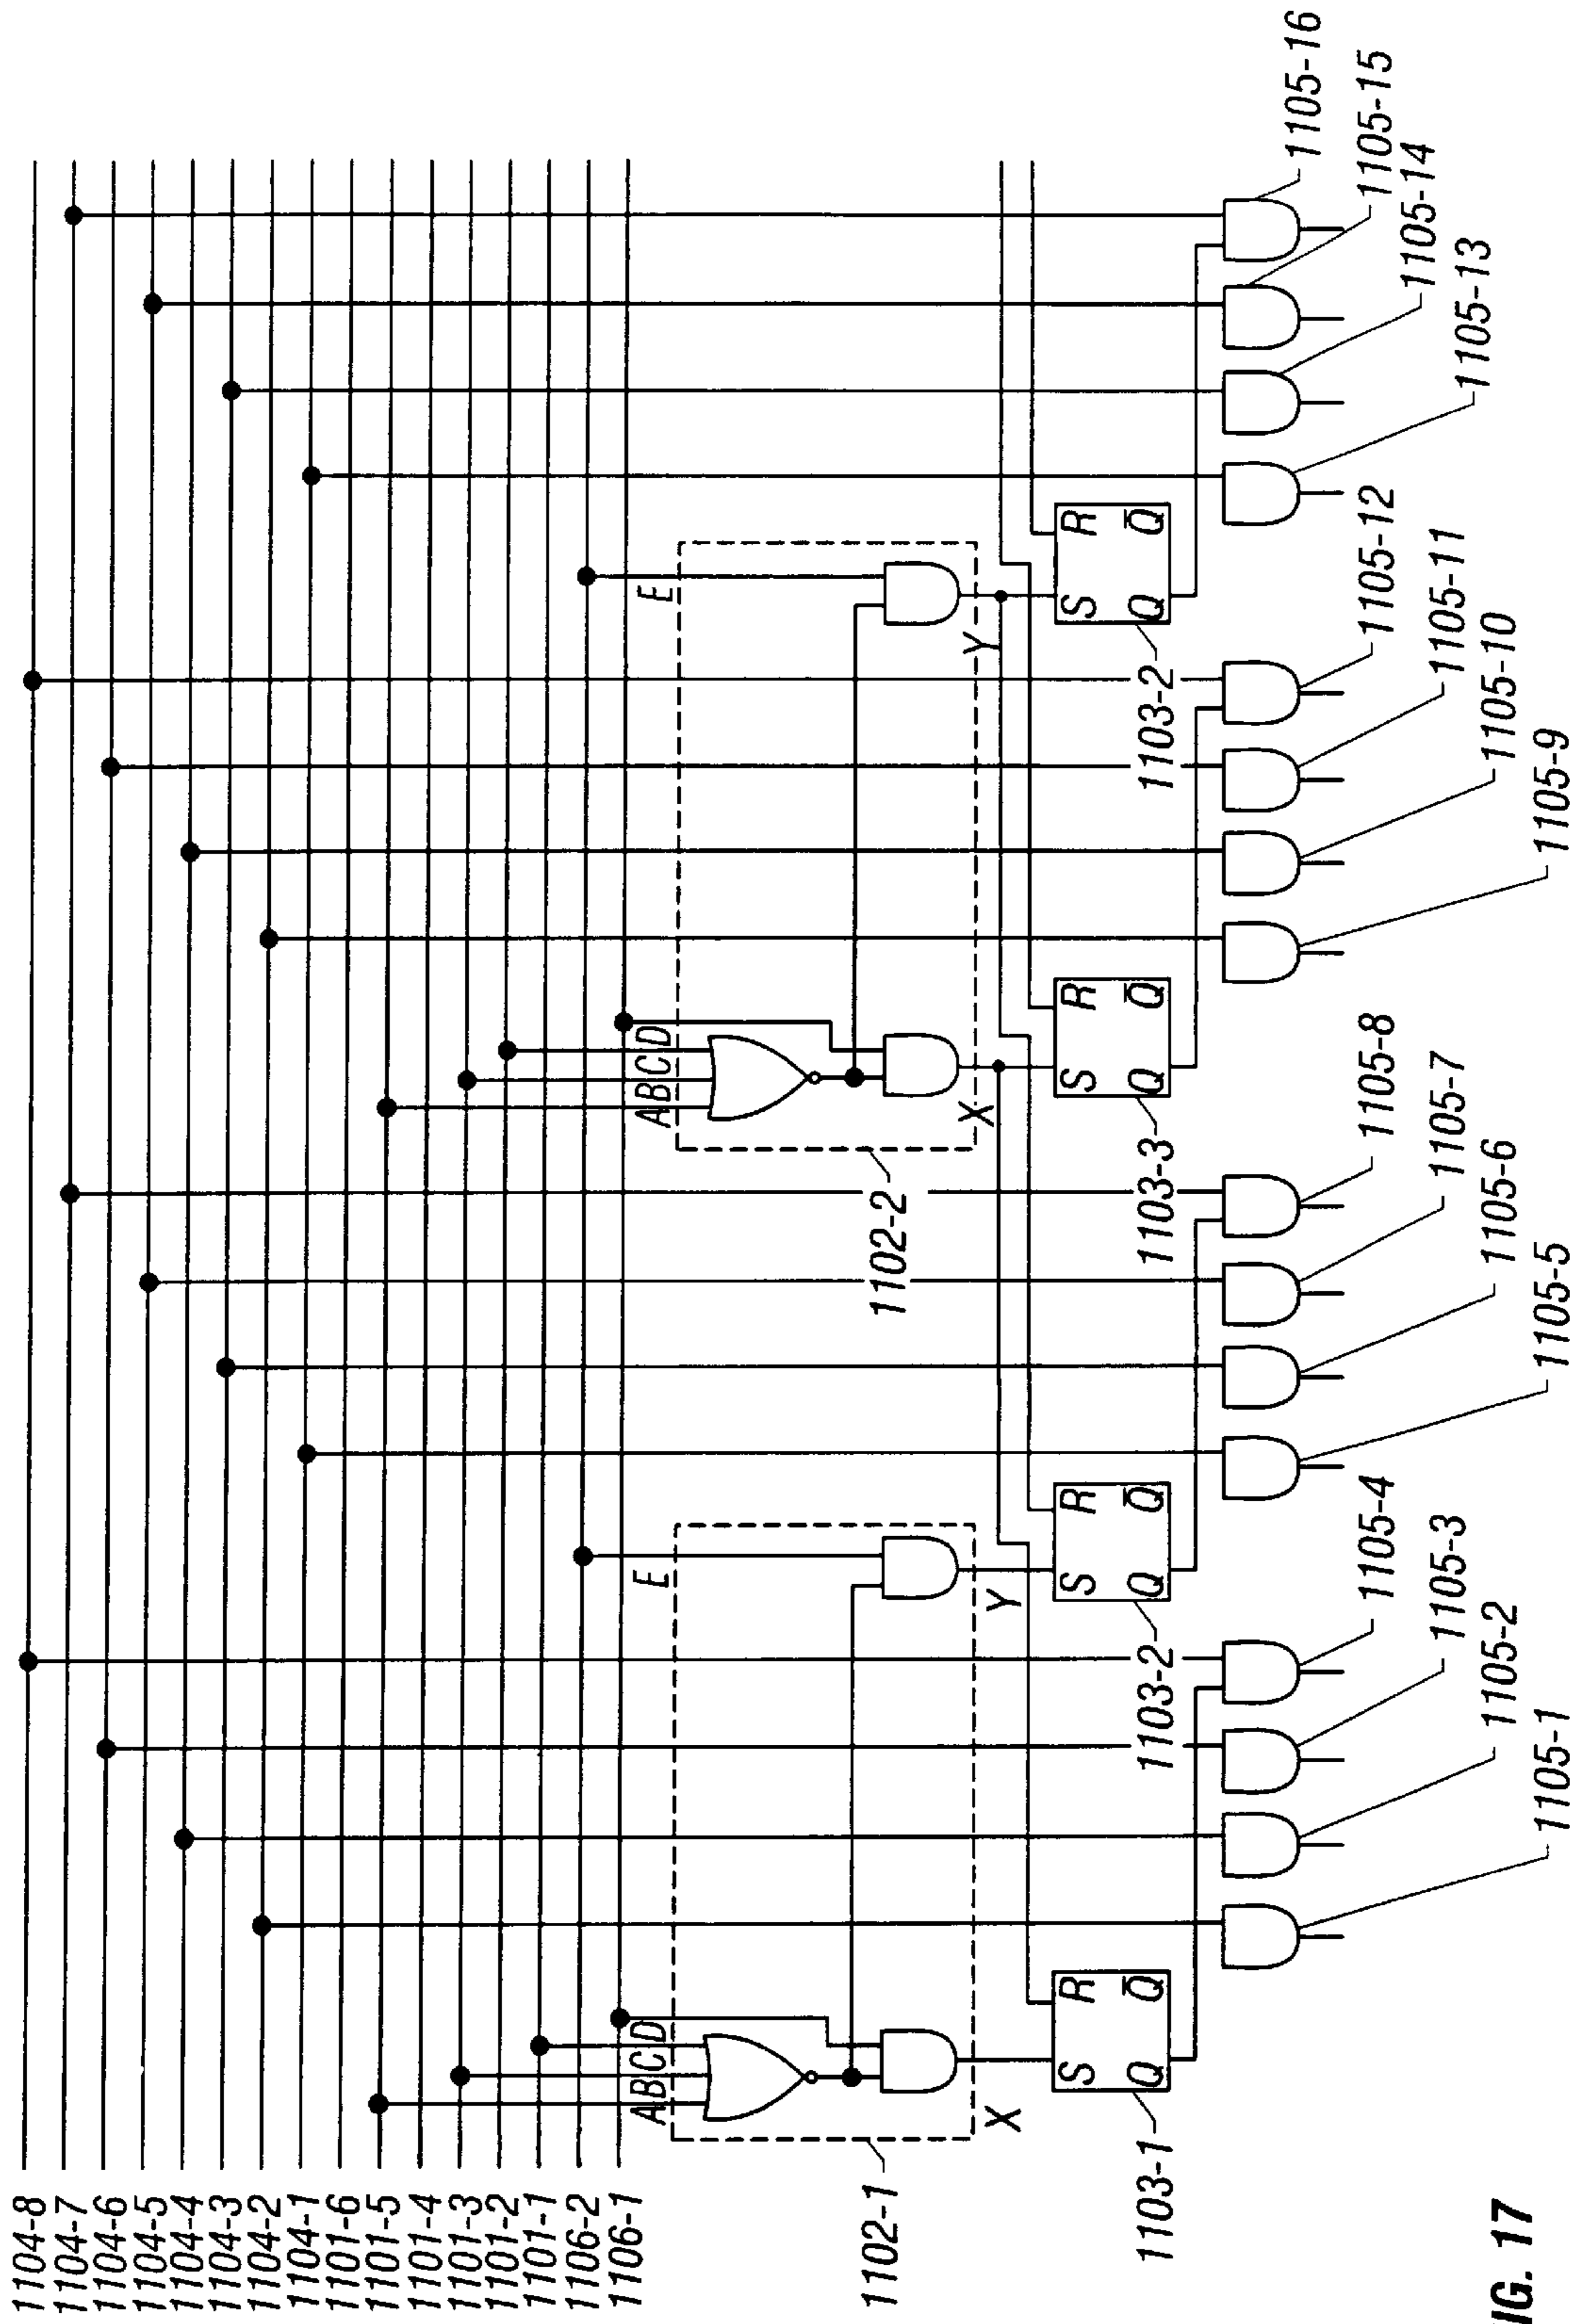 1104-8
1104-7
1104-6
1104-5
1104-4
1104-3
1104-2
1104-1
1101-6
1101-5
1101-4
1101-3
1101-2
1101-1
1106-2
1106-1
A B C D
E
X
Y
1102-1
A B C D
E
X
Y
1102-2
S R
Q Q̅
1103-1
S R
Q Q̅
1103-2
S R
Q Q̅
1103-3
S R
Q Q̅
1103-2
1105-1
1105-2
1105-3
1105-4
1105-5
1105-6
1105-7
1105-8
1105-9
1105-10
1105-11
1105-12
1105-13
1105-14
1105-15
1105-16
IG. 17